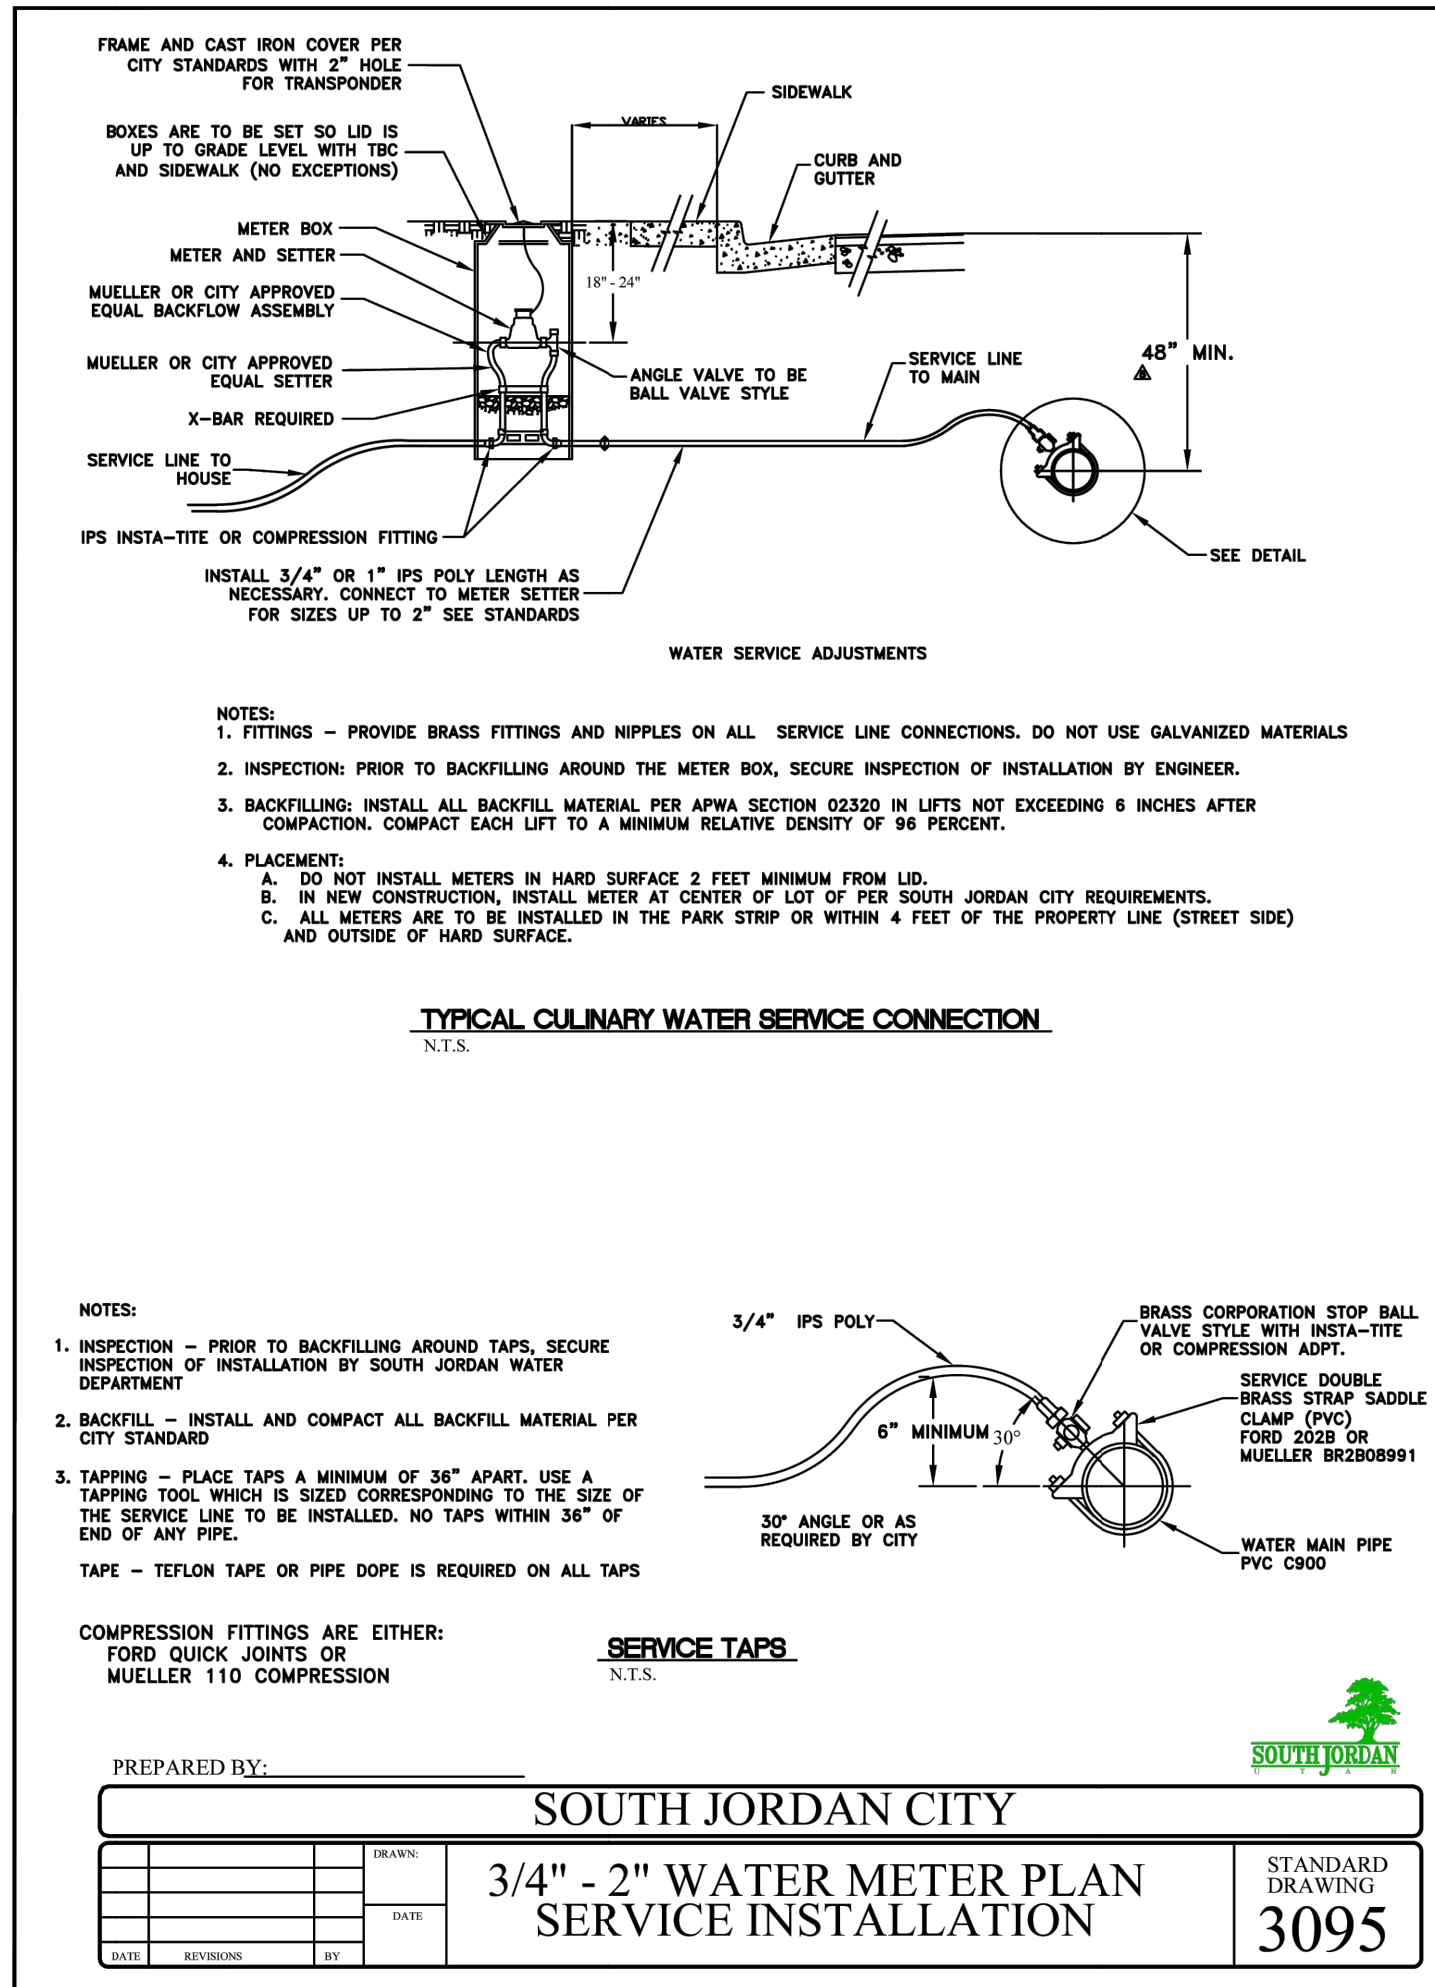 FRAME AND CAST IRON COVER PER
CITY STANDARDS WITH 2" HOLE
FOR TRANSPONDER
SIDEWALK
VARIES
BOXES ARE TO BE SET SO LID IS
UP TO GRADE LEVEL WITH TBC
AND SIDEWALK (NO EXCEPTIONS)
CURB AND
GUTTER
METER BOX
METER AND SETTER
18" - 24"
MUELLER OR CITY APPROVED
EQUAL BACKFLOW ASSEMBLY
MUELLER OR CITY APPROVED
EQUAL SETTER
ANGLE VALVE TO BE
BALL VALVE STYLE
SERVICE LINE
TO MAIN
48" MIN.
X-BAR REQUIRED
SERVICE LINE TO
HOUSE
IPS INSTA-TITE OR COMPRESSION FITTING
SEE DETAIL
INSTALL 3/4" OR 1" IPS POLY LENGTH AS
NECESSARY. CONNECT TO METER SETTER
FOR SIZES UP TO 2" SEE STANDARDS
WATER SERVICE ADJUSTMENTS
NOTES:
1. FITTINGS - PROVIDE BRASS FITTINGS AND NIPPLES ON ALL SERVICE LINE CONNECTIONS. DO NOT USE GALVANIZED MATERIALS
2. INSPECTION: PRIOR TO BACKFILLING AROUND THE METER BOX, SECURE INSPECTION OF INSTALLATION BY ENGINEER.
3. BACKFILLING: INSTALL ALL BACKFILL MATERIAL PER APWA SECTION 02320 IN LIFTS NOT EXCEEDING 6 INCHES AFTER
COMPACTION. COMPACT EACH LIFT TO A MINIMUM RELATIVE DENSITY OF 96 PERCENT.
4. PLACEMENT:
A. DO NOT INSTALL METERS IN HARD SURFACE 2 FEET MINIMUM FROM LID.
B. IN NEW CONSTRUCTION, INSTALL METER AT CENTER OF LOT OF PER SOUTH JORDAN CITY REQUIREMENTS.
C. ALL METERS ARE TO BE INSTALLED IN THE PARK STRIP OR WITHIN 4 FEET OF THE PROPERTY LINE (STREET SIDE)
AND OUTSIDE OF HARD SURFACE.
TYPICAL CULINARY WATER SERVICE CONNECTION
N.T.S.
NOTES:
1. INSPECTION - PRIOR TO BACKFILLING AROUND TAPS, SECURE
INSPECTION OF INSTALLATION BY SOUTH JORDAN WATER
DEPARTMENT
2. BACKFILL - INSTALL AND COMPACT ALL BACKFILL MATERIAL PER
CITY STANDARD
3. TAPPING - PLACE TAPS A MINIMUM OF 36" APART. USE A
TAPPING TOOL WHICH IS SIZED CORRESPONDING TO THE SIZE OF
THE SERVICE LINE TO BE INSTALLED. NO TAPS WITHIN 36" OF
END OF ANY PIPE.
TAPE - TEFLON TAPE OR PIPE DOPE IS REQUIRED ON ALL TAPS
COMPRESSION FITTINGS ARE EITHER:
FORD QUICK JOINTS OR
MUELLER 110 COMPRESSION
3/4" IPS POLY
BRASS CORPORATION STOP BALL
VALVE STYLE WITH INSTA-TITE
OR COMPRESSION ADPT.
SERVICE DOUBLE
BRASS STRAP SADDLE
CLAMP (PVC)
FORD 202B OR
MUELLER BR2B08991
6" MINIMUM
30°
30° ANGLE OR AS
REQUIRED BY CITY
WATER MAIN PIPE
PVC C900
SERVICE TAPS
N.T.S.
SOUTH JORDAN
UTAH
PREPARED BY:
SOUTH JORDAN CITY
DRAWN:
DATE
DATE REVISIONS BY
3/4" - 2" WATER METER PLAN
SERVICE INSTALLATION
STANDARD
DRAWING
3095